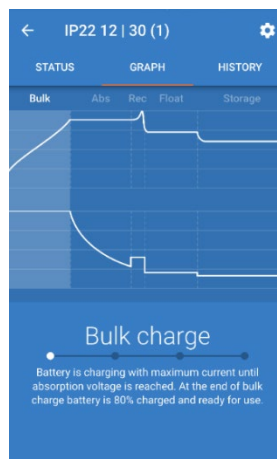 IP22 12 | 30 (1)
STATUS GRAPH HISTORY
Bulk Abs Rec Float Storage
Bulk charge
Battery is charging with maximum current until
absorption voltage is reached. At the end of bulk
charge battery is 80% charged and ready for use.